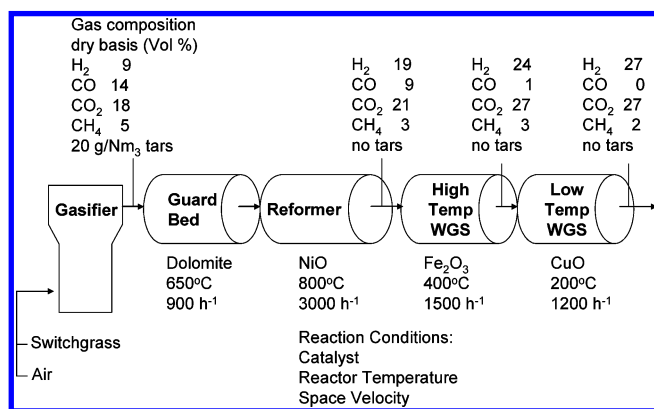 Gas composition
dry basis (Vol %)
H₂ 9
CO 14
CO₂ 18
CH₄ 5
20 g/Nm₃ tars
H₂ 19
CO 9
CO₂ 21
CH₄ 3
no tars
H₂ 24
CO 1
CO₂ 27
CH₄ 3
no tars
H₂ 27
CO 0
CO₂ 27
CH₄ 2
no tars
Gasifier
Guard
Bed
Reformer
High
Temp
WGS
Low
Temp
WGS
Dolomite
650ºC
900 h⁻¹
NiO
800ºC
3000 h⁻¹
Fe₂O₃
400ºC
1500 h⁻¹
CuO
200ºC
1200 h⁻¹
Switchgrass
Air
Reaction Conditions:
Catalyst
Reactor Temperature
Space Velocity